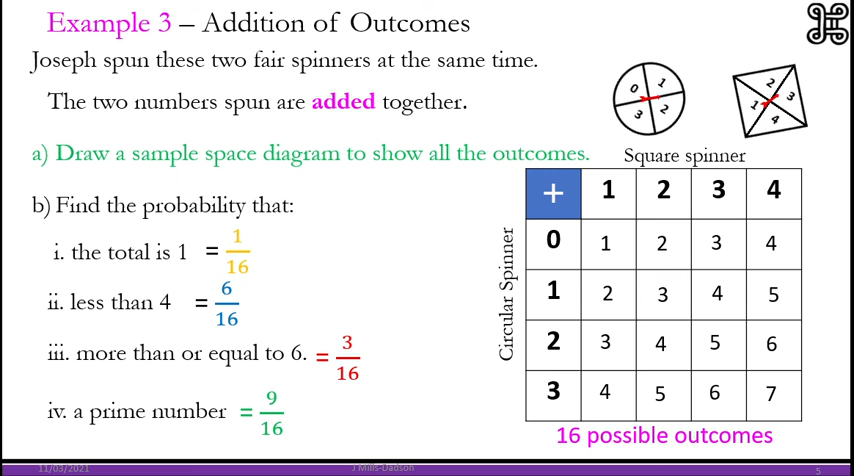 Example 3 – Addition of Outcomes
Joseph spun these two fair spinners at the same time.
The two numbers spun are added together.
0 1
3 2
2
1 3
4
a) Draw a sample space diagram to show all the outcomes.
Square spinner
b) Find the probability that:
i. the total is 1 = 1/16
ii. less than 4 = 6/16
iii. more than or equal to 6. = 3/16
iv. a prime number = 9/16
Circular Spinner
+ 1 2 3 4
0 1 2 3 4
1 2 3 4 5
2 3 4 5 6
3 4 5 6 7
16 possible outcomes
11/03/2021
J Mills-Dadson
5